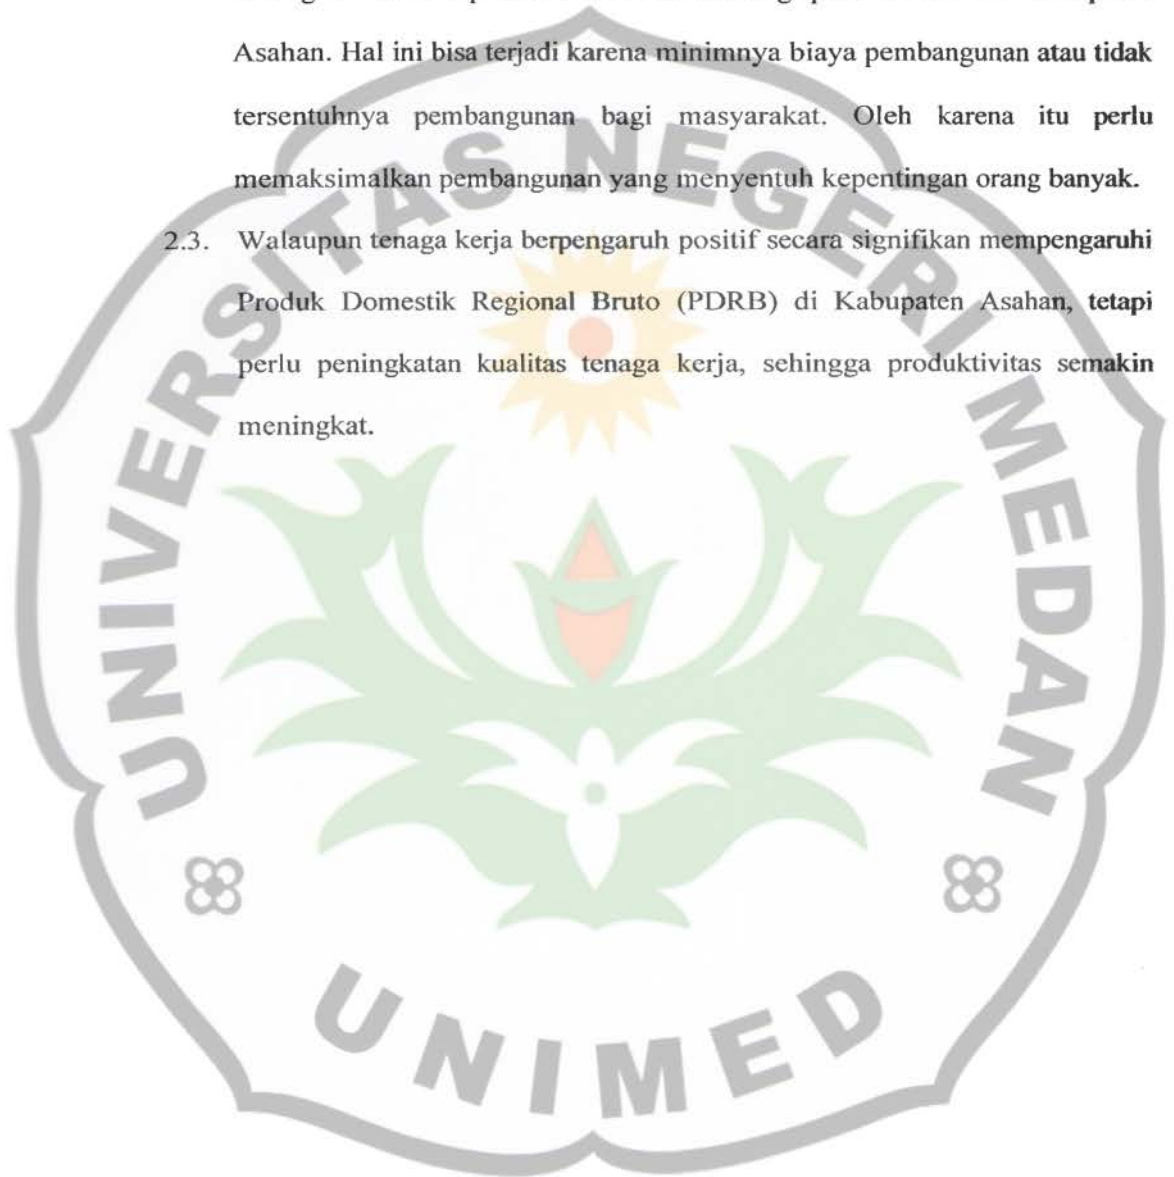 Asahan. Hal ini bisa terjadi karena minimnya biaya pembangunan atau tidak
tersentuhnya pembangunan bagi masyarakat. Oleh karena itu perlu
memaksimalkan pembangunan yang menyentuh kepentingan orang banyak.
2.3. Walaupun tenaga kerja berpengaruh positif secara signifikan mempengaruhi
Produk Domestik Regional Bruto (PDRB) di Kabupaten Asahan, tetapi
perlu peningkatan kualitas tenaga kerja, sehingga produktivitas semakin
meningkat.
UNIVERSITAS NEGERI MEDAN
UNIMED